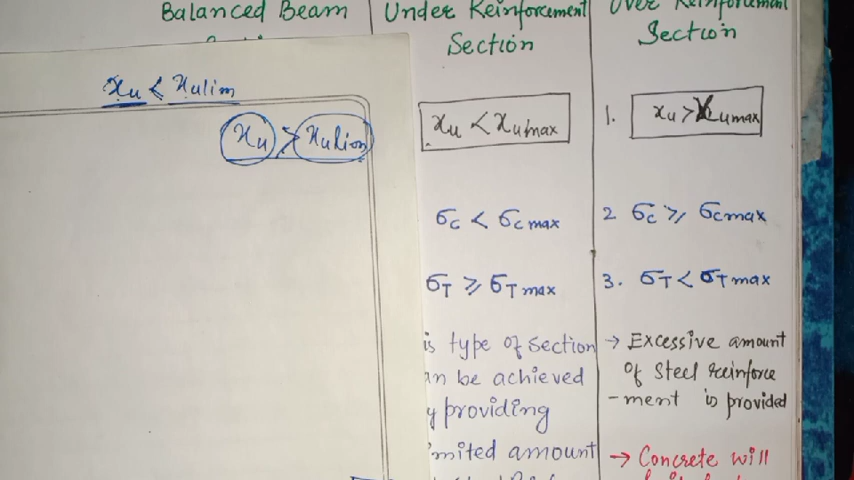 Balanced Beam
xu < xulim
xu > xulim
Under Reinforcement
Section
xu < xumax
σc < σcmax
σT ⩾ σTmax
is type of section
an be achieved
y providing
imited amount
Over Reinforcement
Section
1. xu > Xumax
2 σc ⩾ σcmax
3. σT < σTmax
→ Excessive amount
of steel reinforce
-ment is provided
→ Concrete will